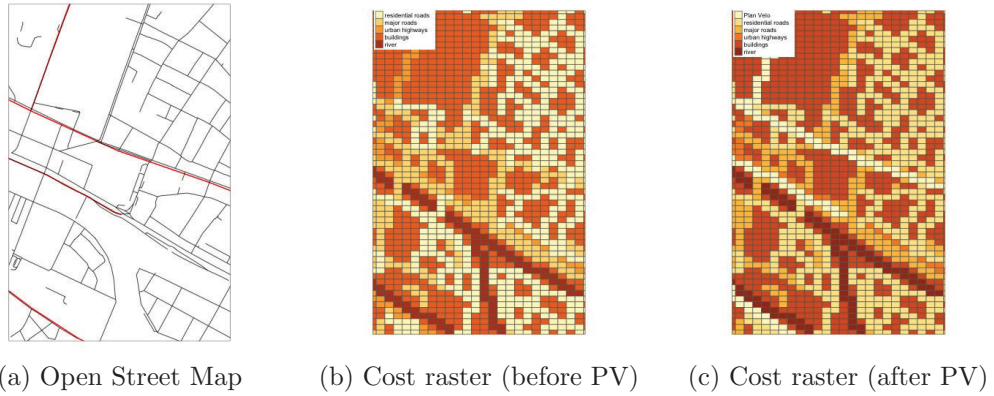 residential roads
major roads
urban highways
buildings
river
Plan Velo
residential roads
major roads
urban highways
buildings
river
a) Open Street Map
(b) Cost raster (before PV)
(c) Cost raster (after PV)